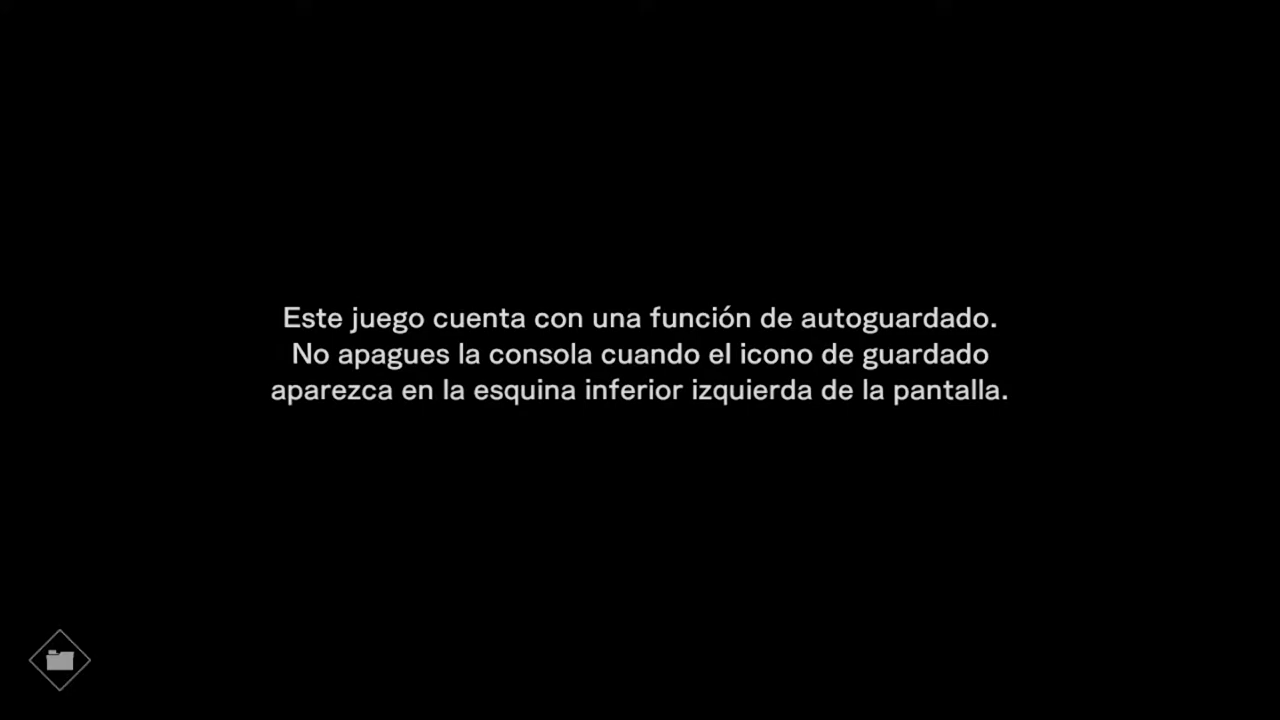 Este juego cuenta con una función de autoguardado.
No apagues la consola cuando el icono de guardado
aparezca en la esquina inferior izquierda de la pantalla.